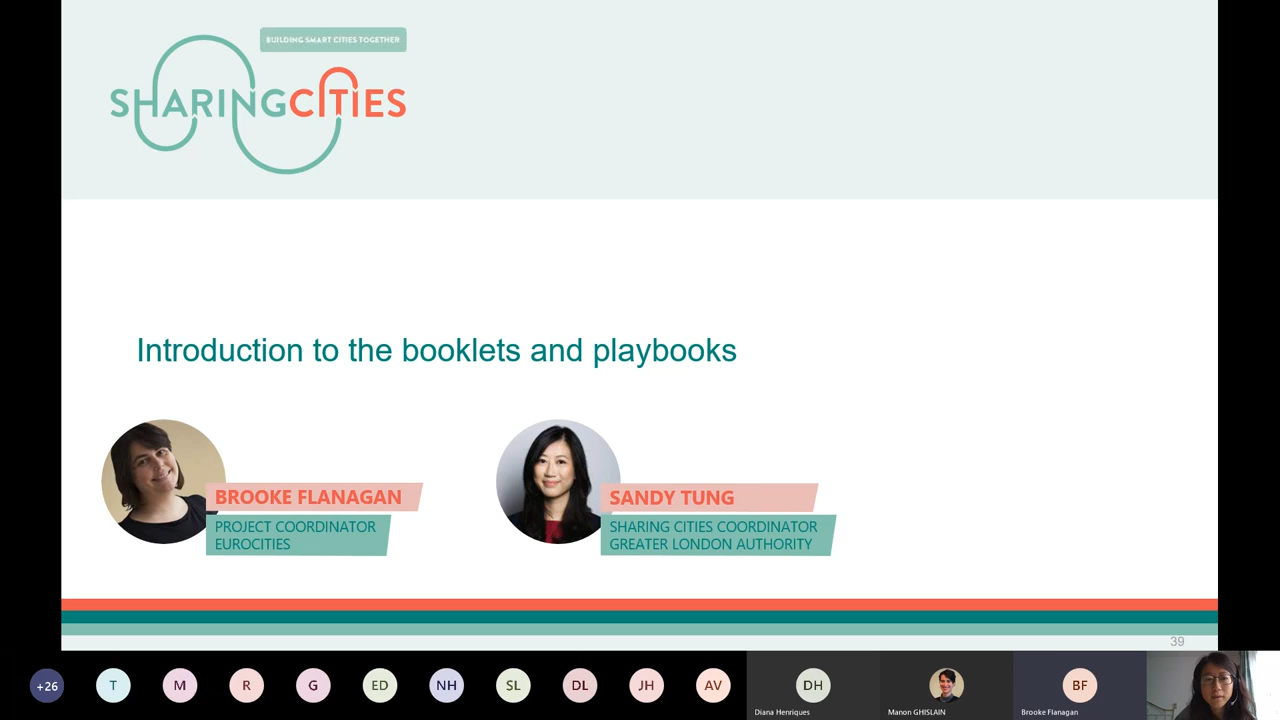 BUILDING SMART CITIES TOGETHER
SHARINGCITIES
Introduction to the booklets and playbooks
BROOKE FLANAGAN
PROJECT COORDINATOR
EUROCITIES
SANDY TUNG
SHARING CITIES COORDINATOR
GREATER LONDON AUTHORITY
39
+26
T
M
R
G
ED
NH
SL
DL
JH
AV
DH
Diana Henriques
Manon GHISLAIN
BF
Brooke Flanagan